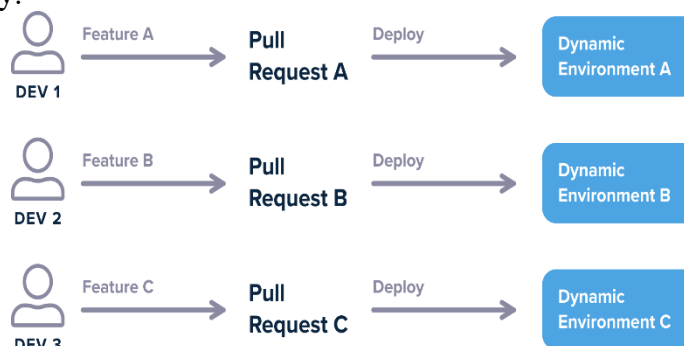 y.
Feature A
Deploy
Pull
Request A
Dynamic
Environment A
DEV 1
Feature B
Deploy
Pull
Request B
Dynamic
Environment B
DEV 2
Feature C
Deploy
Pull
Request C
Dynamic
Environment C
DEV 3